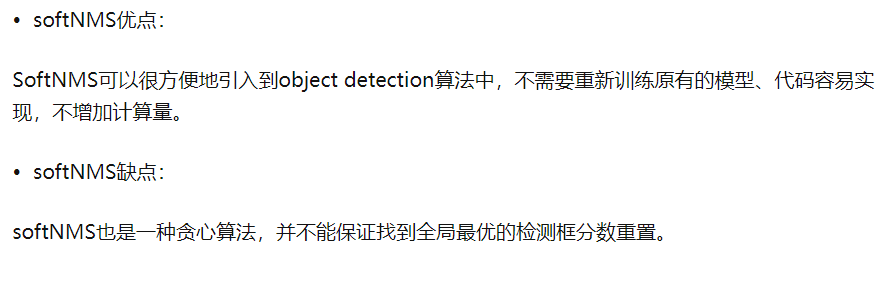 • softNMS优点：
SoftNMS可以很方便地引入到object detection算法中，不需要重新训练原有的模型、代码容易实
现，不增加计算量。
• softNMS缺点：
softNMS也是一种贪心算法，并不能保证找到全局最优的检测框分数重置。